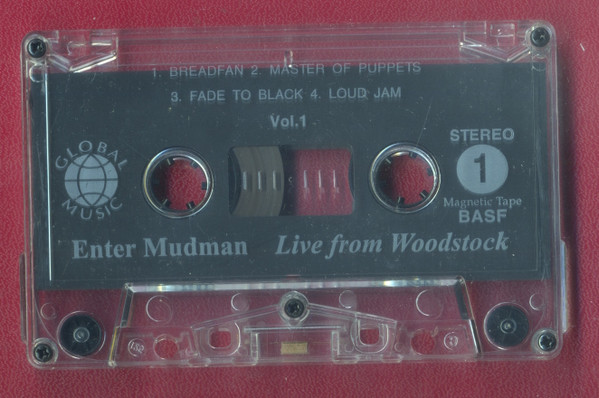 1. BREADFAN 2. MASTER OF PUPPETS
3. FADE TO BLACK 4. LOUD JAM
Vol.1
GLOBAL
MUSIC
STEREO
1
Magnetic Tape
BASF
Enter Mudman Live from Woodstock